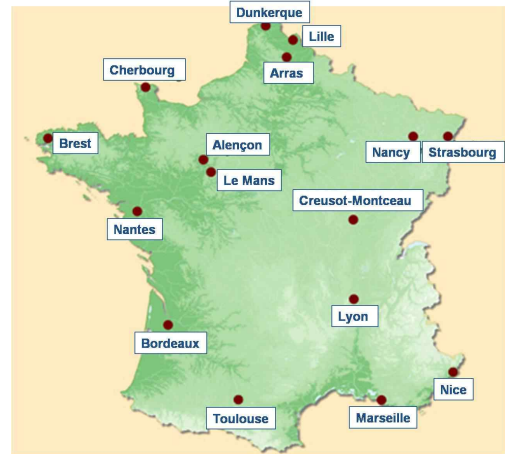 Dunkerque
Lille
Arras
Cherbourg
Brest
Alençon
Nancy
Strasbourg
Le Mans
Creusot-Montceau
Nantes
Lyon
Bordeaux
Nice
Toulouse
Marseille